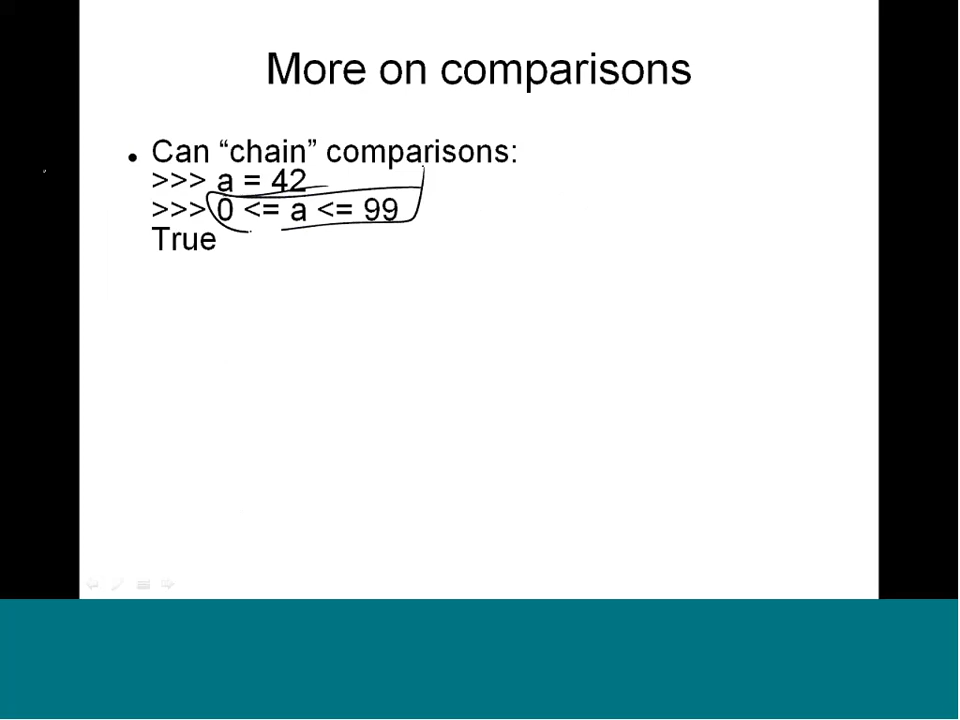 More on comparisons
• Can “chain” comparisons:
>>> a = 42
>>> 0 <= a <= 99
True